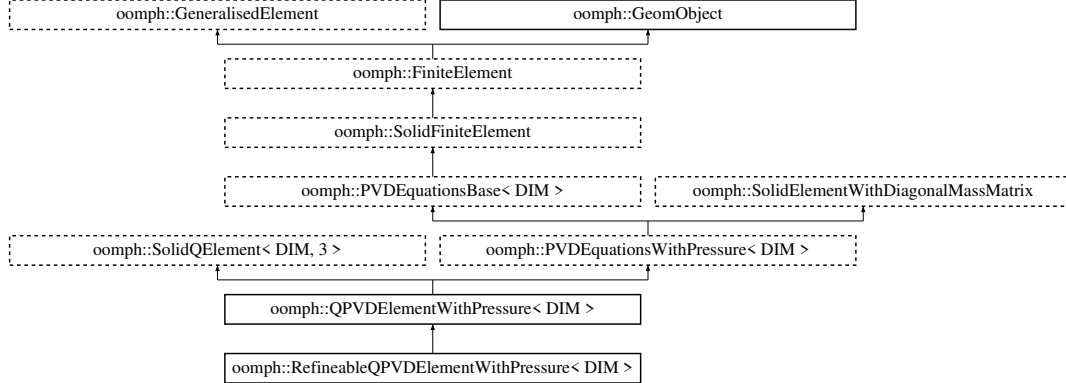 oomph::GeneralisedElement
oomph::GeomObject
oomph::FiniteElement
oomph::SolidFiniteElement
oomph::PVDEquationsBase< DIM >
oomph::SolidElementWithDiagonalMassMatrix
oomph::SolidQElement< DIM, 3 >
oomph::PVDEquationsWithPressure< DIM >
oomph::QPVDElementWithPressure< DIM >
oomph::RefineableQPVDElementWithPressure< DIM >